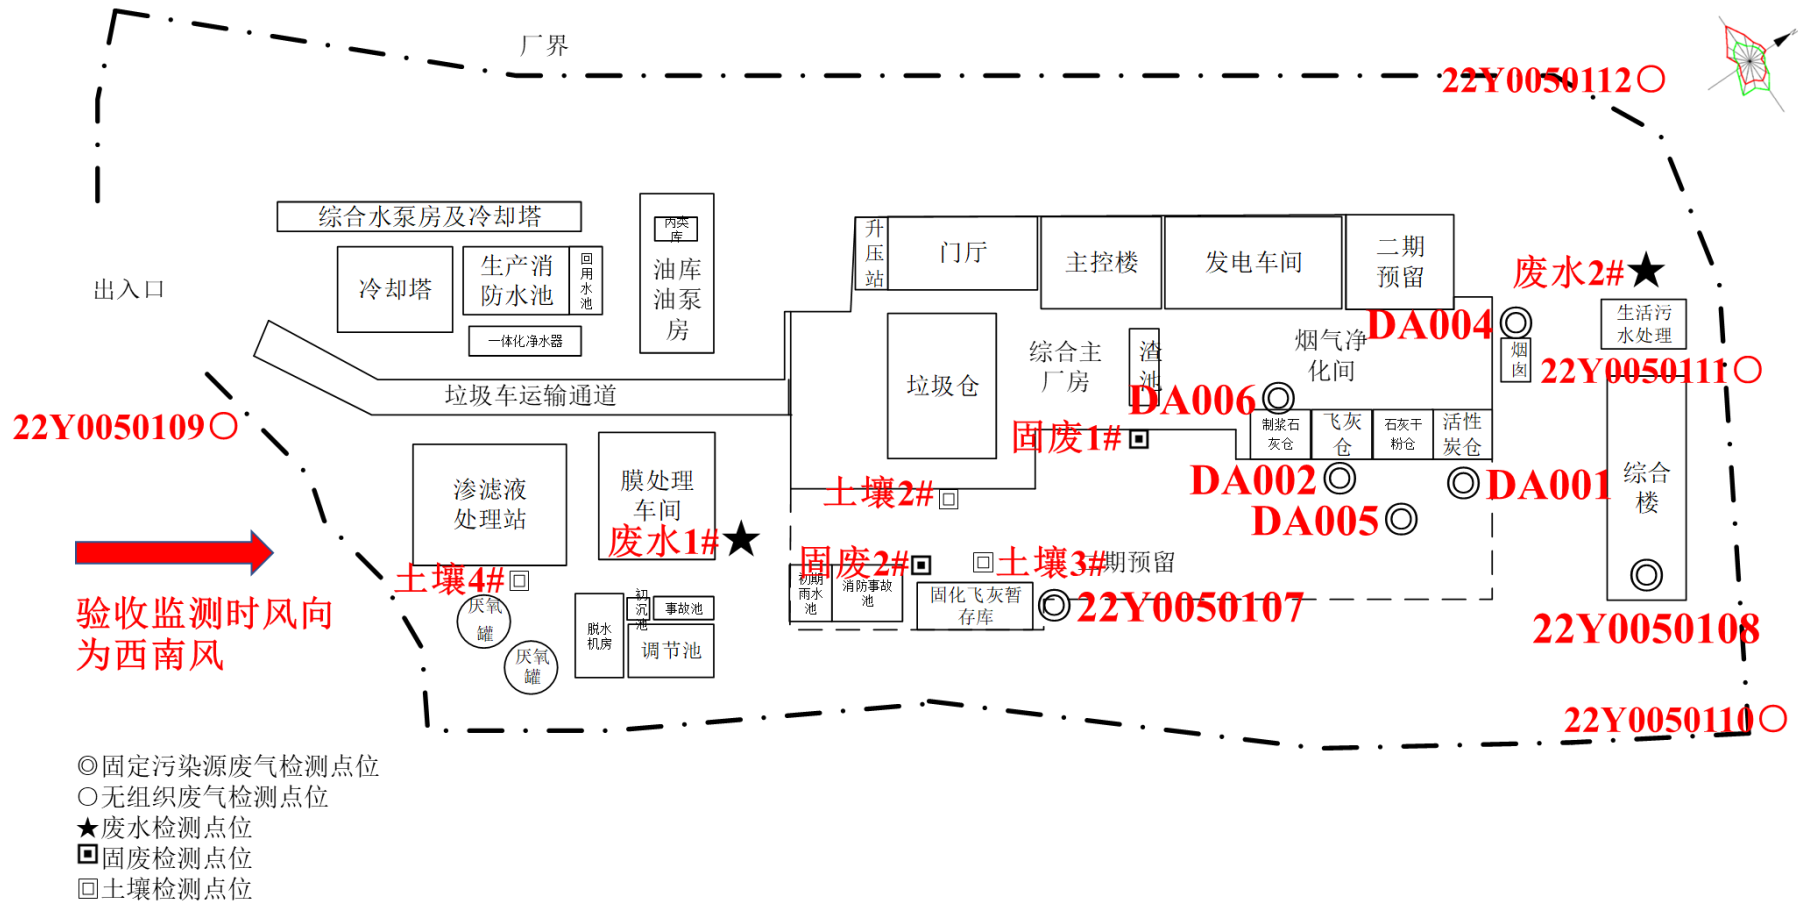 厂界
22Y0050112○
N
综合水泵房及冷却塔
冷却塔
生产消
防水池
回
用
水
池
一体化净水器
内类
库
油库
油泵
房
出入口
升
压
站
门厅
主控楼
发电车间
二期
预留
废水2#★
生活污
水处理
DA004
烟
囱
22Y0050111○
烟气净
化间
综合主
厂房
渣
池
垃圾仓
DA006
垃圾车运输通道
22Y0050109○
固废1#
制浆石
灰仓
飞灰
仓
石灰干
粉仓
活性
炭仓
综合
楼
DA002
DA001
DA005
渗滤液
处理站
膜处理
车间
废水1#★
土壤2#
固废2#
土壤3#
二期预留
土壤4#
验收监测时风向
为西南风
厌氧
罐
厌氧
罐
脱水
机房
初
沉
池
事故池
调节池
初期
雨水
池
消防事故
池
固化飞灰暂
存库
22Y0050107
22Y0050108
22Y0050110○
◎固定污染源废气检测点位
○无组织废气检测点位
★废水检测点位
固废检测点位
土壤检测点位